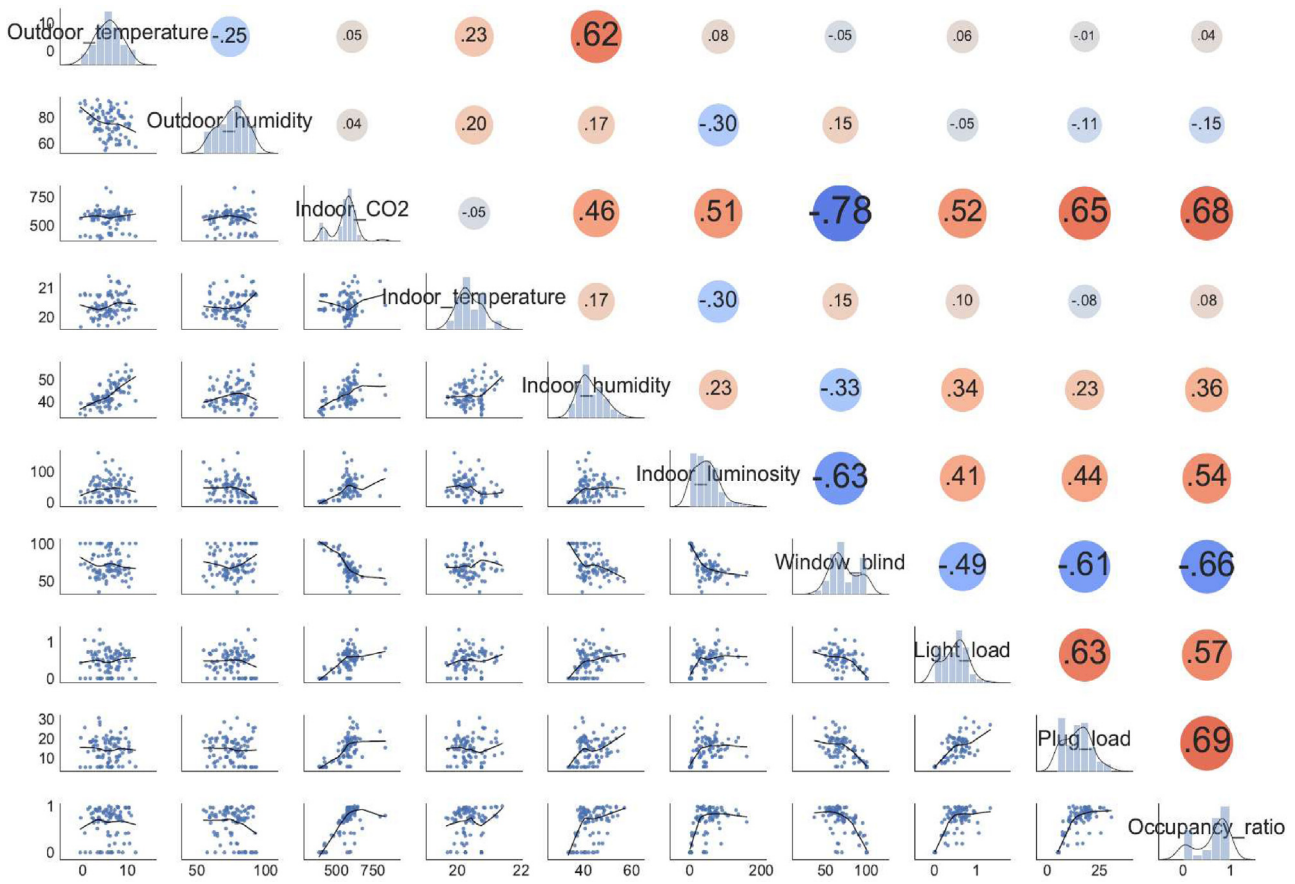 10
0
Outdoor_temperature -.25 .05 .23 .62 .08 -.05 .06 -.01 .04
80
60
Outdoor_humidity .04 .20 .17 -.30 .15 -.05 -.11 -.15
750
500
Indoor_CO2 -.05 .46 .51 -.78 .52 .65 .68
21
20
Indoor_temperature .17 -.30 .15 .10 -.08 .08
50
40
Indoor_humidity .23 -.33 .34 .23 .36
100
0
Indoor_luminosity -.63 .41 .44 .54
100
50
Window_blind -.49 -.61 -.66
1
0
Light_load .63 .57
30
20
10
Plug_load .69
1
0
Occupancy_ratio
0 10 50 100 500 750 20 22 40 60 0 200 50 100 0 1 0 25 0 1